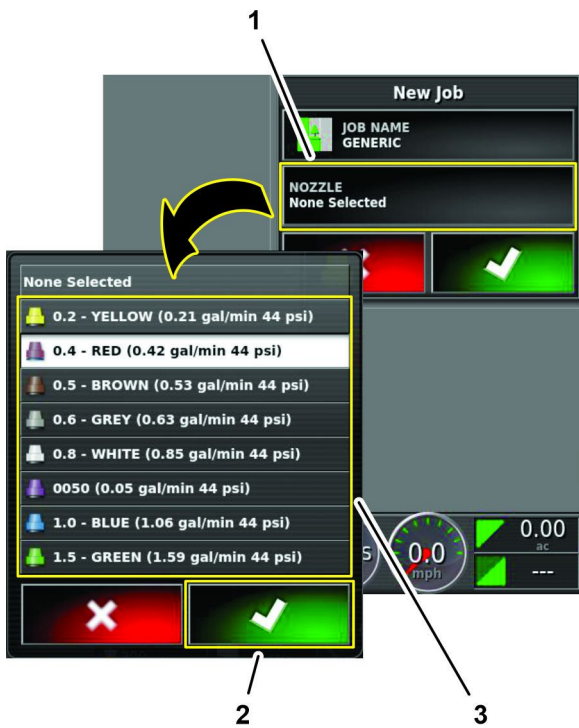 1
New Job
JOB NAME
GENERIC
NOZZLE
None Selected
None Selected
0.2 - YELLOW (0.21 gal/min 44 psi)
0.4 - RED (0.42 gal/min 44 psi)
0.5 - BROWN (0.53 gal/min 44 psi)
0.6 - GREY (0.63 gal/min 44 psi)
0.8 - WHITE (0.85 gal/min 44 psi)
0050 (0.05 gal/min 44 psi)
1.0 - BLUE (1.06 gal/min 44 psi)
1.5 - GREEN (1.59 gal/min 44 psi)
0.0
mph
0.00
ac
---
2
3